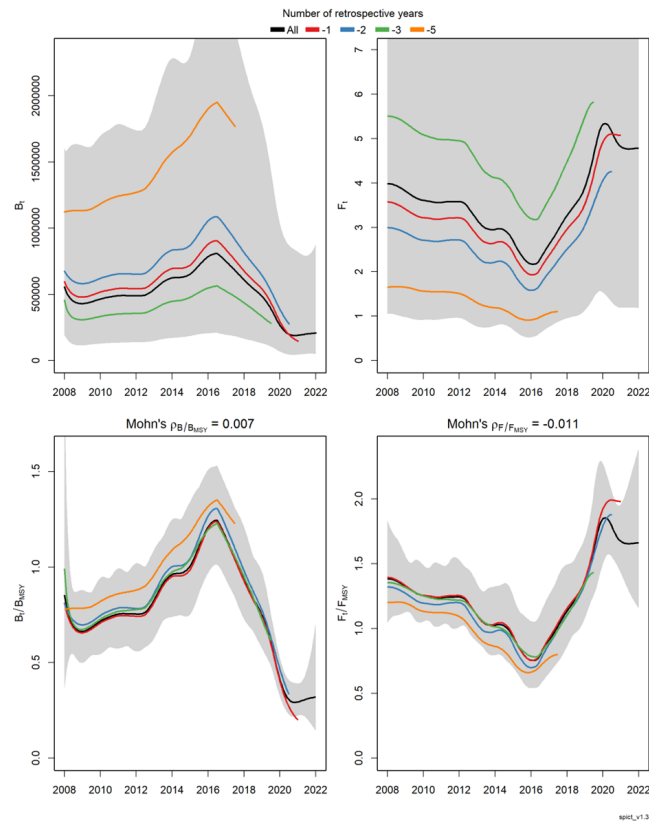 Number of retrospective years
All -1 -2 -3 -5
2000000
1500000
1000000
500000
0
Bt
2008 2010 2012 2014 2016 2018 2020 2022
7
6
5
4
3
2
1
0
Ft
2008 2010 2012 2014 2016 2018 2020 2022
Mohn's ρB/BMSY = 0.007
1.5
1.0
0.5
0.0
Bt/BMSY
2008 2010 2012 2014 2016 2018 2020 2022
Mohn's ρF/FMSY = -0.011
2.0
1.5
1.0
0.5
0.0
Ft/FMSY
2008 2010 2012 2014 2016 2018 2020 2022
spict_v1.3